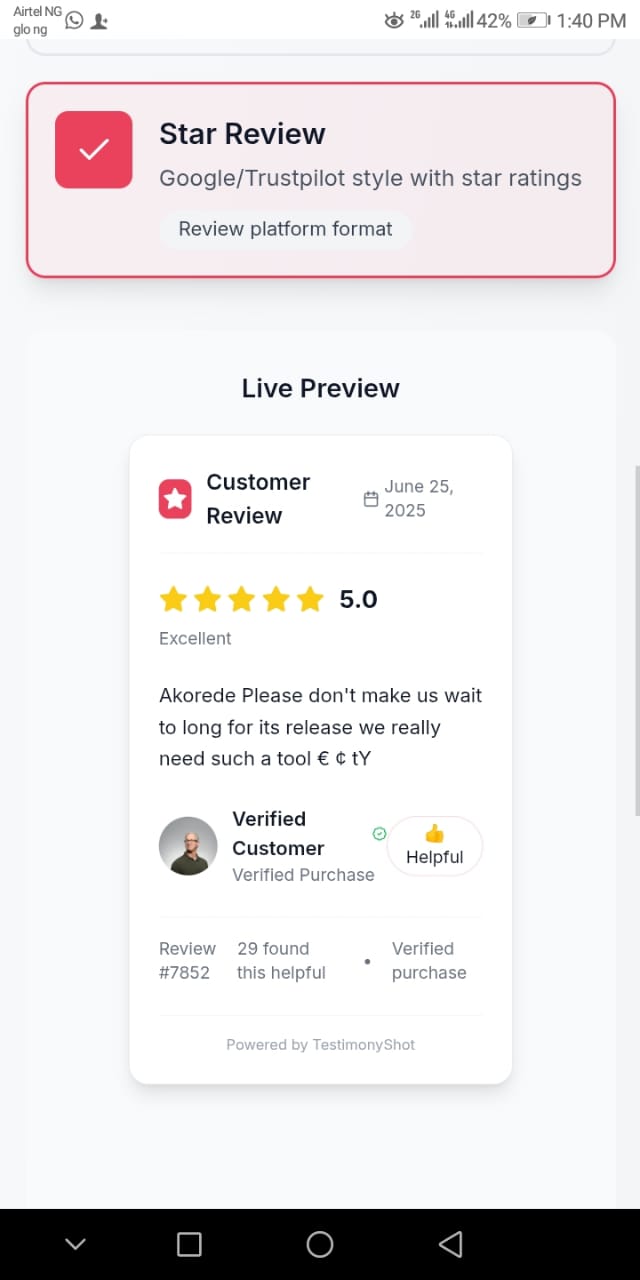 Airtel NG
glo ng
2G 4G 42% 1:40 PM
Star Review
Google/Trustpilot style with star ratings
Review platform format
Live Preview
Customer
Review
June 25,
2025
5.0
Excellent
Akorede Please don't make us wait
to long for its release we really
need such a tool € ¢ tY
Verified
Customer
Verified Purchase
👍
Helpful
Review
#7852
29 found
this helpful
•
Verified
purchase
Powered by TestimonyShot